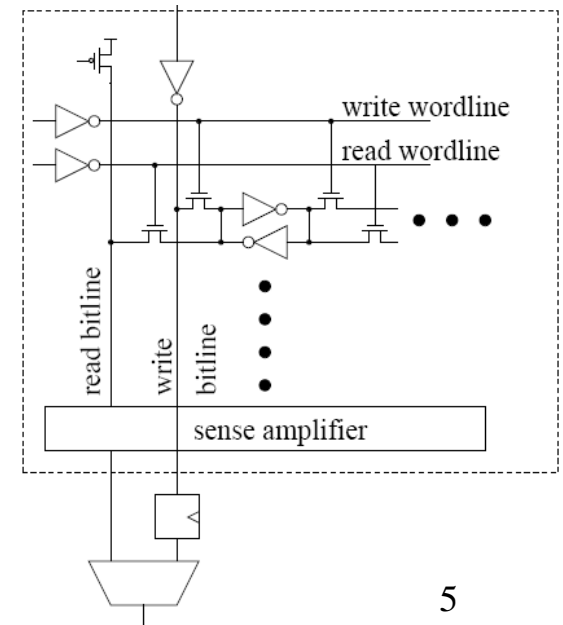 write wordline
read wordline
read bitline
write
bitline
sense amplifier
5